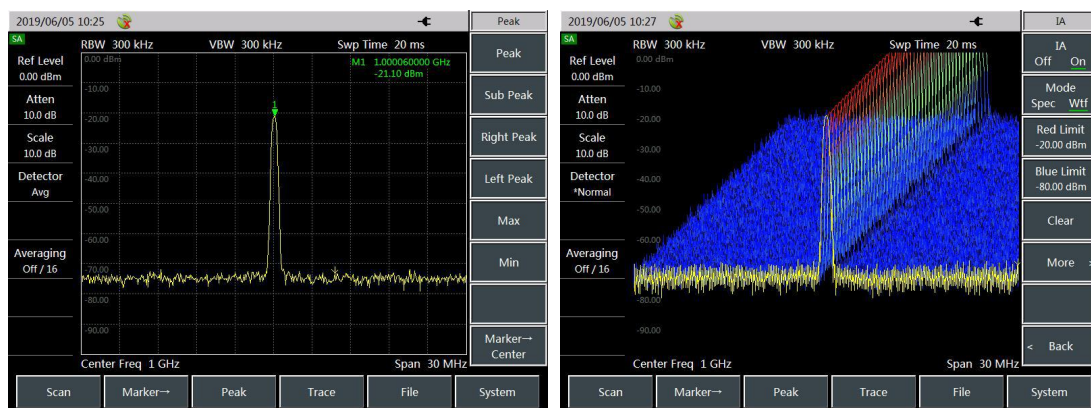 2019/06/05 10:25
Peak
SA
RBW 300 kHz VBW 300 kHz Swp Time 20 ms
Ref Level
0.00 dBm
Atten
10.0 dB
Scale
10.0 dB
Detector
Avg
Averaging
Off / 16
0.00 dBm
M1 1.000060000 GHz
-21.10 dBm
1
-10.00
-20.00
-30.00
-40.00
-50.00
-60.00
-70.00
-80.00
-90.00
Center Freq 1 GHz Span 30 MHz
Peak
Sub Peak
Right Peak
Left Peak
Max
Min
Marker→
Center
Scan Marker→ Peak Trace File System
2019/06/05 10:27
IA
SA
RBW 300 kHz VBW 300 kHz Swp Time 20 ms
Ref Level
0.00 dBm
Atten
10.0 dB
Scale
10.0 dB
Detector
*Normal
Averaging
Off / 16
0.00 dBm
-10.00
-20.00
-30.00
-40.00
-50.00
-60.00
-80.00
-90.00
Center Freq 1 GHz Span 30 MHz
IA
Off On
Mode
Spec Wtf
Red Limit
-20.00 dBm
Blue Limit
-80.00 dBm
Clear
More >
< Back
Scan Marker→ Peak Trace File System